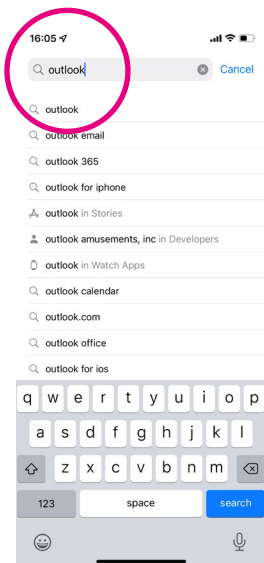 16:05
outlook Cancel
outlook
outlook email
outlook 365
outlook for iphone
outlook in Stories
outlook amusements, inc in Developers
outlook in Watch Apps
outlook calendar
outlook.com
outlook office
outlook for ios
q w e r t y u i o p
a s d f g h j k l
z x c v b n m
123 space search